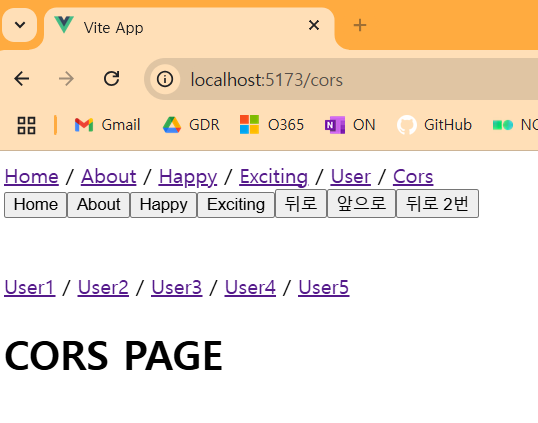 Vite App
localhost:5173/cors
Gmail GDR O365 ON GitHub
Home / About / Happy / Exciting / User / Cors
Home About Happy Exciting 뒤로 앞으로 뒤로 2번
User1 / User2 / User3 / User4 / User5
CORS PAGE